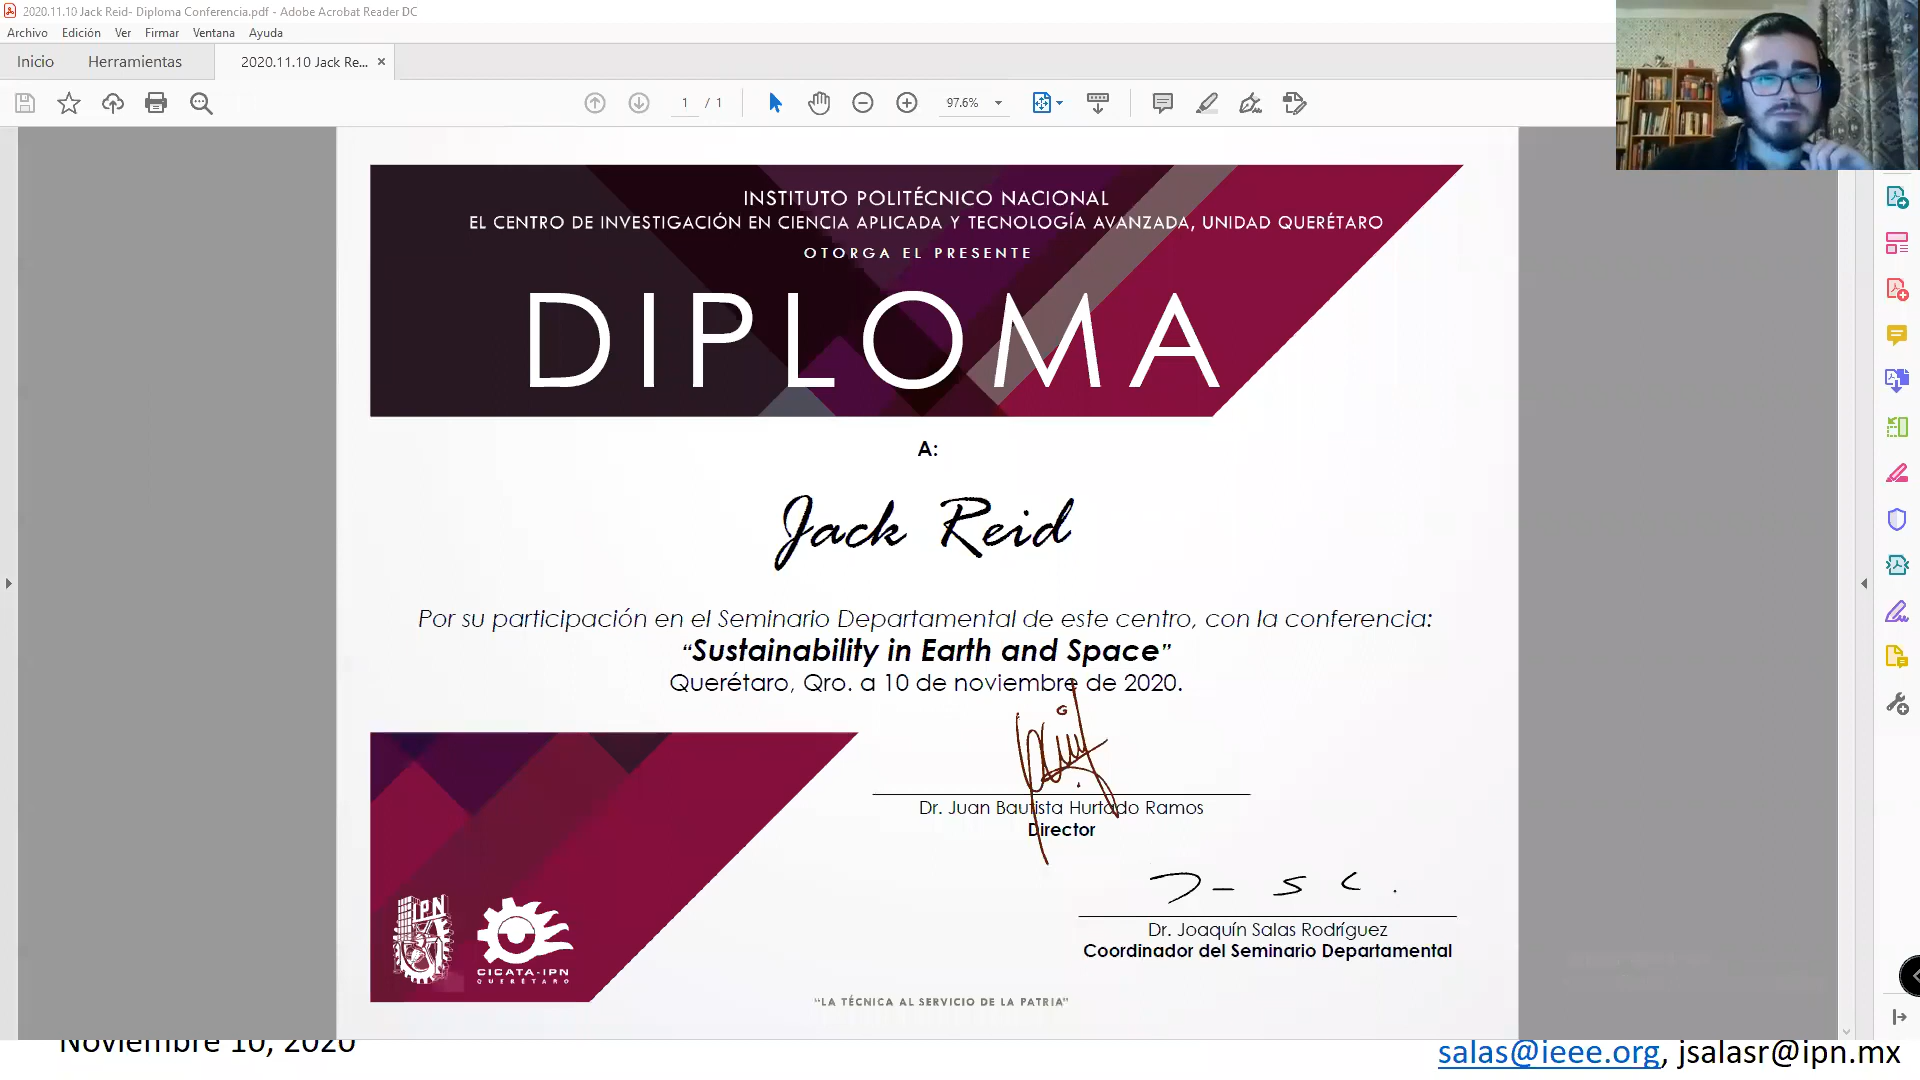 2020.11.10 Jack Reid- Diploma Conferencia.pdf - Adobe Acrobat Reader DC
Archivo Edición Ver Firmar Ventana Ayuda
Inicio Herramientas 2020.11.10 Jack Re... ×
1 / 1 97.6%
INSTITUTO POLITÉCNICO NACIONAL
EL CENTRO DE INVESTIGACIÓN EN CIENCIA APLICADA Y TECNOLOGÍA AVANZADA, UNIDAD QUERÉTARO
OTORGA EL PRESENTE
DIPLOMA
A:
Jack Reid
Por su participación en el Seminario Departamental de este centro, con la conferencia:
“Sustainability in Earth and Space”
Querétaro, Qro. a 10 de noviembre de 2020.
Dr. Juan Bautista Hurtado Ramos
Director
Dr. Joaquín Salas Rodríguez
Coordinador del Seminario Departamental
IPN
CICATA-IPN
QUERÉTARO
“LA TÉCNICA AL SERVICIO DE LA PATRIA”
Noviembre 10, 2020
salas@ieee.org, jsalasr@ipn.mx